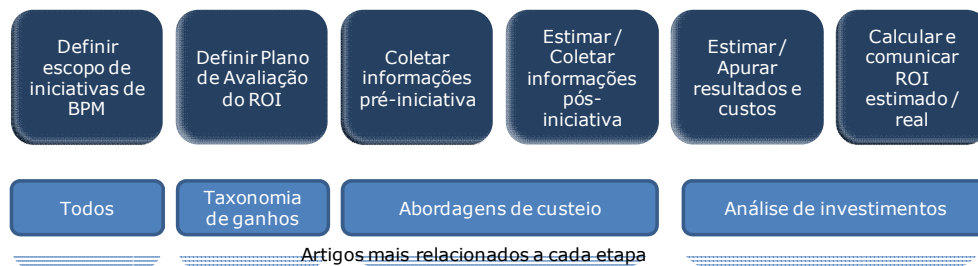 Definir
escopo de
iniciativas de
BPM
Definir Plano
de Avaliação
do ROI
Coletar
informações
pré-iniciativa
Estimar /
Coletar
informações
pós-
iniciativa
Estimar /
Apurar
resultados e
custos
Calcular e
comunicar
ROI
estimado /
real
Todos
Taxonomia
de ganhos
Abordagens de custeio
Análise de investimentos
Artigos mais relacionados a cada etapa